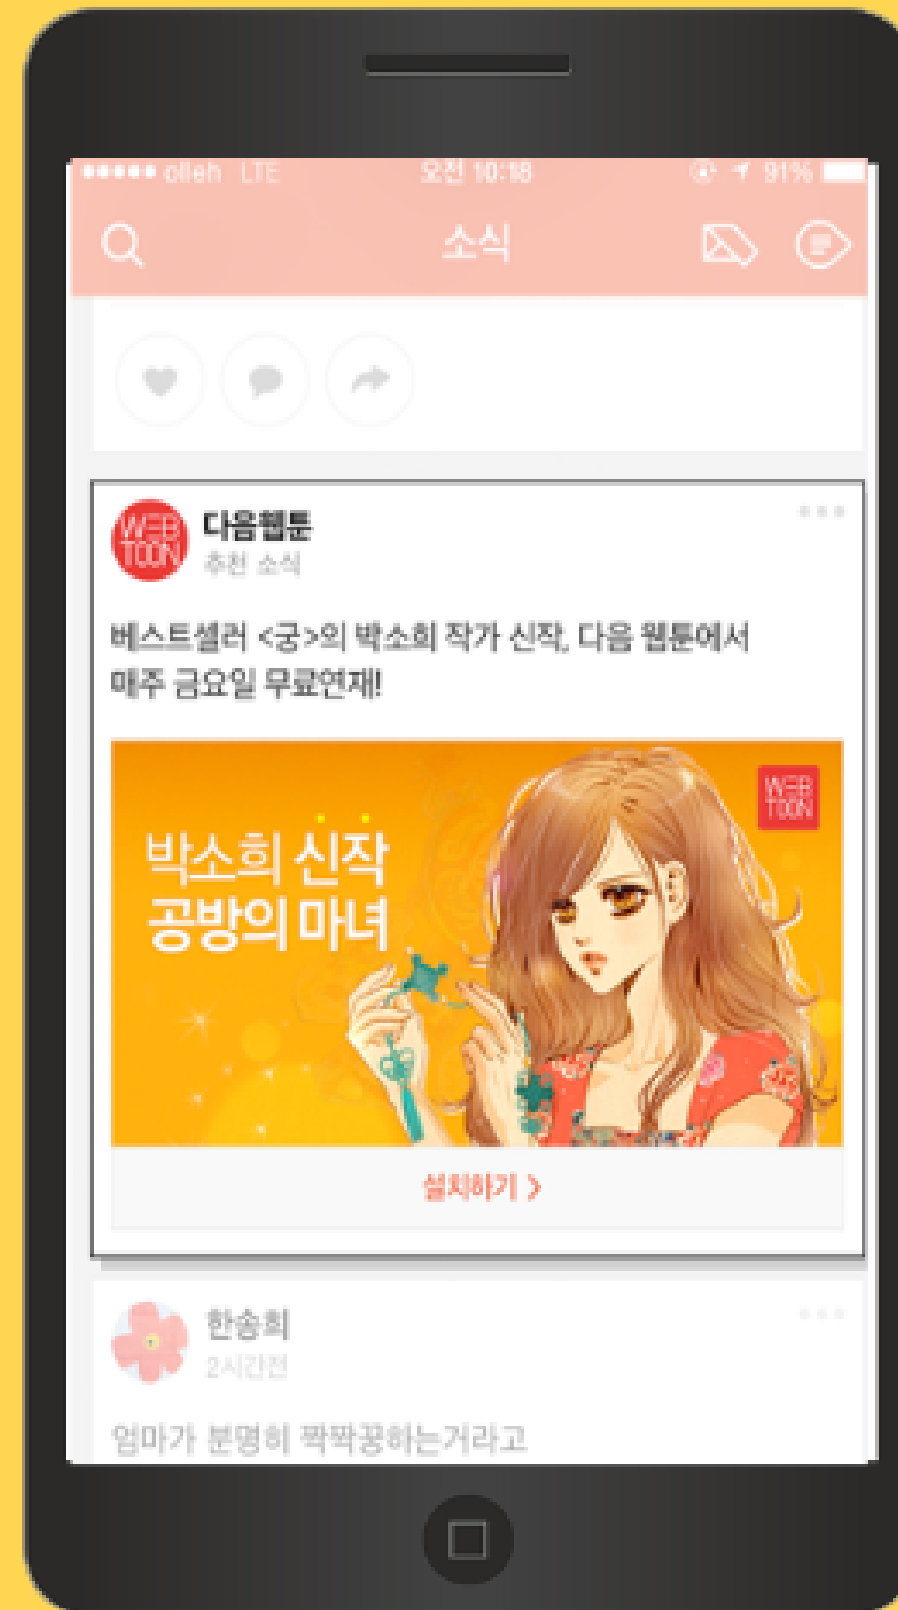 olleh LTE 오전 10:18 91%
소식
WEB
TOON
다음웹툰
추천 소식
베스트셀러 <궁>의 박소희 작가 신작, 다음 웹툰에서
매주 금요일 무료연재!
WEB
TOON
박소희 신작
공방의 마녀
설치하기 >
한송희
2시간전
엄마가 분명히 짝짝꿍하는거라고